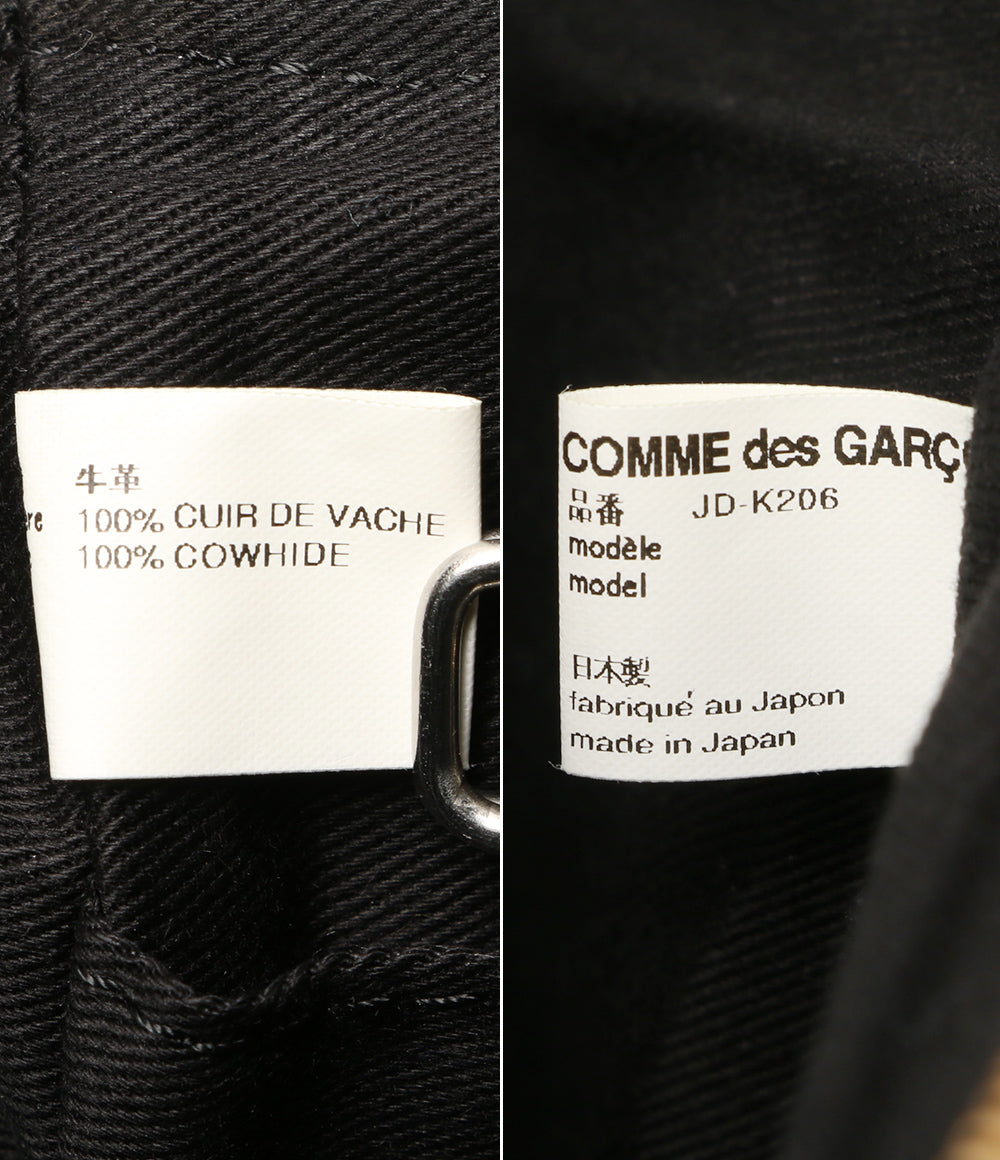 牛革
re 100% CUIR DE VACHE
100% COWHIDE
COMME des GARÇ
品番 JD-K206
modèle
model
日本製
fabriqué au Japon
made in Japan